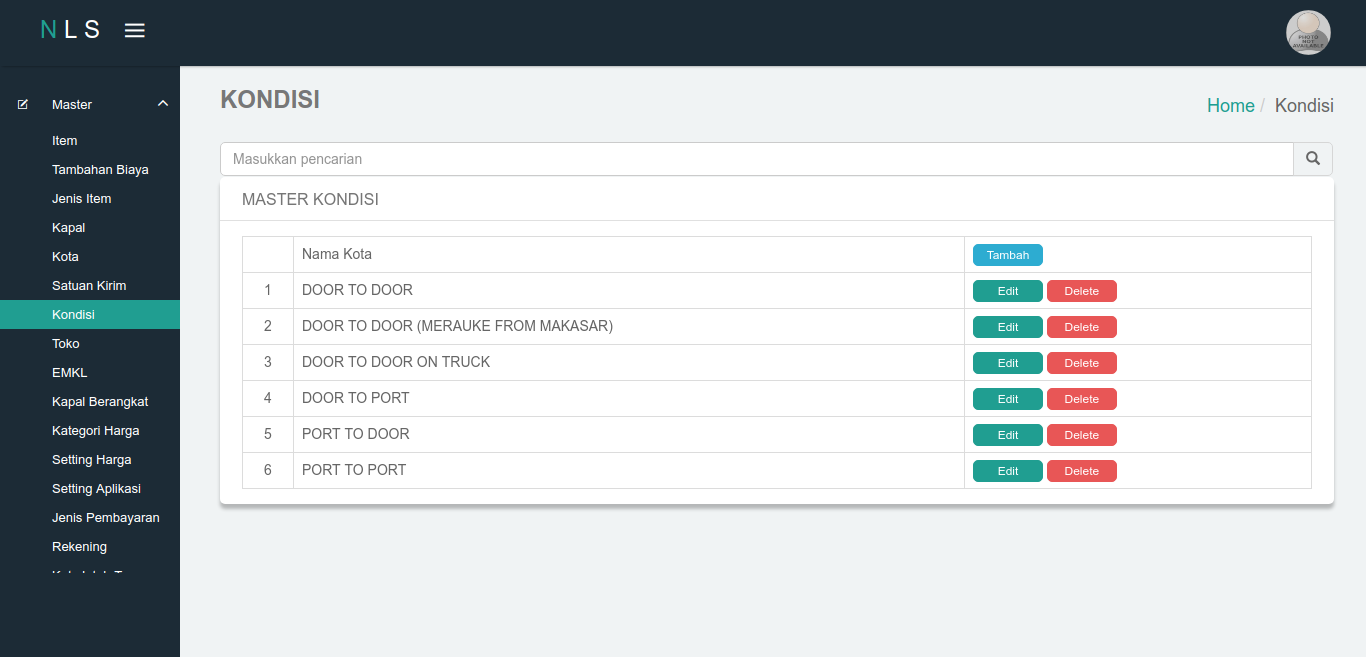 NLS
Master
Item
Tambahan Biaya
Jenis Item
Kapal
Kota
Satuan Kirim
Kondisi
Toko
EMKL
Kapal Berangkat
Kategori Harga
Setting Harga
Setting Aplikasi
Jenis Pembayaran
Rekening
PHOTO
NOT
AVAILABLE
KONDISI
Home / Kondisi
Masukkan pencarian
MASTER KONDISI
Nama Kota Tambah
1 DOOR TO DOOR Edit Delete
2 DOOR TO DOOR (MERAUKE FROM MAKASAR) Edit Delete
3 DOOR TO DOOR ON TRUCK Edit Delete
4 DOOR TO PORT Edit Delete
5 PORT TO DOOR Edit Delete
6 PORT TO PORT Edit Delete